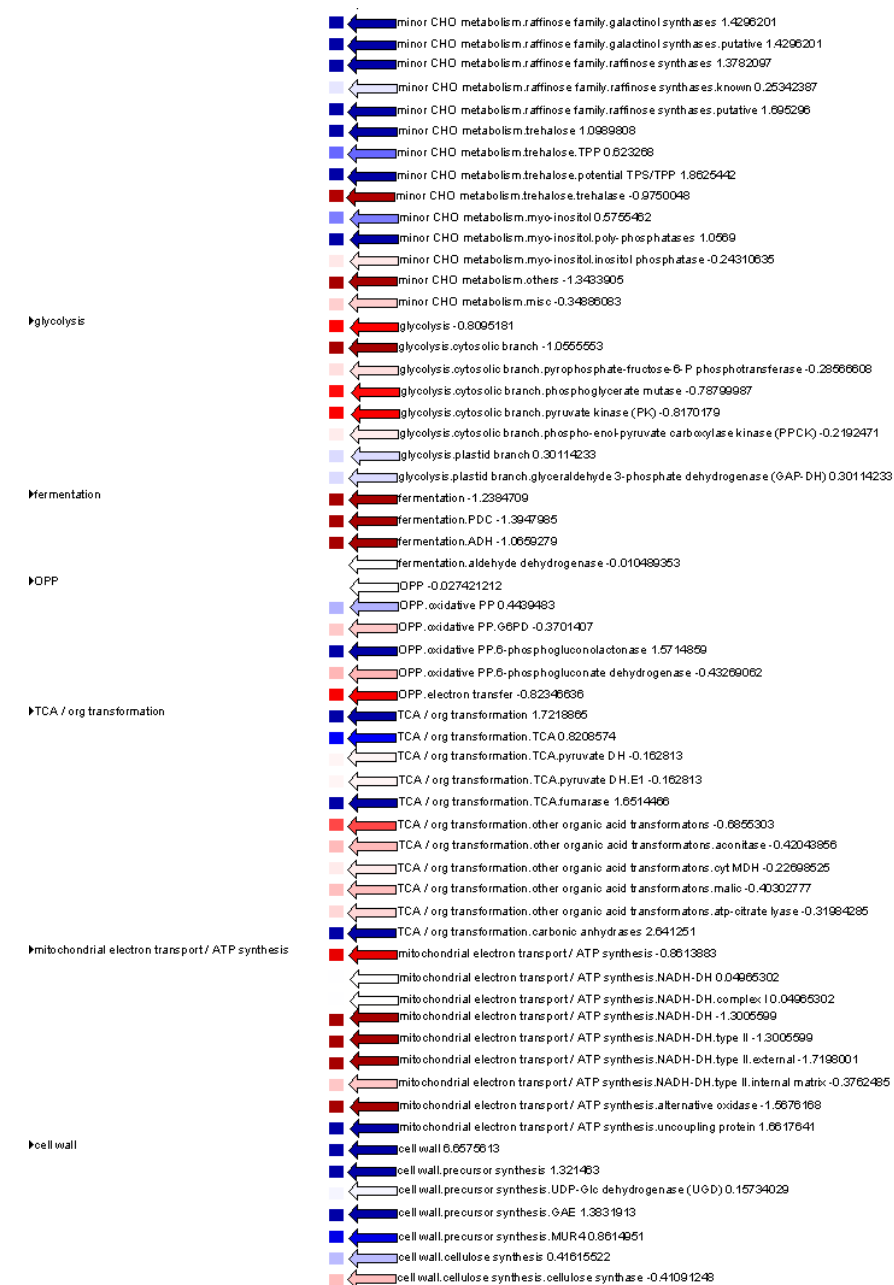 minor CHO metabolism.raffinose family.galactinol synthases 1.4296201
minor CHO metabolism.raffinose family.galactinol synthases.putative 1.4296201
minor CHO metabolism.raffinose family.raffinose synthases 1.3782097
minor CHO metabolism.raffinose family.raffinose synthases.known 0.25342387
minor CHO metabolism.raffinose family.raffinose synthases.putative 1.695296
minor CHO metabolism.trehalose 1.0989808
minor CHO metabolism.trehalose.TPP 0.623268
minor CHO metabolism.trehalose.potential TPS/TPP 1.8625442
minor CHO metabolism.trehalose.trehalase -0.9750048
minor CHO metabolism.myo-inositol 0.5755462
minor CHO metabolism.myo-inositol.poly-phosphatases 1.0569
minor CHO metabolism.myo-inositol.inositol phosphatase -0.24310635
minor CHO metabolism.others -1.3433905
minor CHO metabolism.misc -0.34886083
glycolysis
glycolysis -0.8095181
glycolysis.cytosolic branch -1.0555553
glycolysis.cytosolic branch.pyrophosphate-fructose-6-P phosphotransferase -0.28566608
glycolysis.cytosolic branch.phosphoglycerate mutase -0.78799987
glycolysis.cytosolic branch.pyruvate kinase (PK) -0.8170179
glycolysis.cytosolic branch.phospho-enol-pyruvate carboxylase kinase (PPCK) -0.2192471
glycolysis.plastid branch 0.30114233
glycolysis.plastid branch.glyceraldehyde 3-phosphate dehydrogenase (GAP-DH) 0.30114233
fermentation
fermentation -1.2384709
fermentation.PDC -1.3947985
fermentation.ADH -1.0659279
fermentation.aldehyde dehydrogenase -0.010489353
OPP
OPP -0.027421212
OPP.oxidative PP 0.4439483
OPP.oxidative PP.G6PD -0.3701407
OPP.oxidative PP.6-phosphogluconolactonase 1.5714859
OPP.oxidative PP.6-phosphogluconate dehydrogenase -0.43269062
OPP.electron transfer -0.82346636
TCA / org transformation
TCA / org transformation 1.7218865
TCA / org transformation.TCA 0.8208574
TCA / org transformation.TCA.pyruvate DH -0.162813
TCA / org transformation.TCA.pyruvate DH.E1 -0.162813
TCA / org transformation.TCA.fumarase 1.6514466
TCA / org transformation.other organic acid transformatons -0.6855303
TCA / org transformation.other organic acid transformatons.aconitase -0.42043856
TCA / org transformation.other organic acid transformatons.cyt MDH -0.22698525
TCA / org transformation.other organic acid transformatons.malic -0.40302777
TCA / org transformation.other organic acid transformatons.atp-citrate lyase -0.31984285
TCA / org transformation.carbonic anhydrases 2.641251
mitochondrial electron transport / ATP synthesis
mitochondrial electron transport / ATP synthesis -0.8613883
mitochondrial electron transport / ATP synthesis.NADH-DH 0.04965302
mitochondrial electron transport / ATP synthesis.NADH-DH.complex I 0.04965302
mitochondrial electron transport / ATP synthesis.NADH-DH -1.3005599
mitochondrial electron transport / ATP synthesis.NADH-DH.type II -1.3005599
mitochondrial electron transport / ATP synthesis.NADH-DH.type II.external -1.7198001
mitochondrial electron transport / ATP synthesis.NADH-DH.type II.internal matrix -0.3762485
mitochondrial electron transport / ATP synthesis.alternative oxidase -1.5676168
mitochondrial electron transport / ATP synthesis.uncoupling protein 1.6617641
cell wall
cell wall 6.6575613
cell wall.precursor synthesis 1.321463
cell wall.precursor synthesis.UDP-Glc dehydrogenase (UGD) 0.15734029
cell wall.precursor synthesis.GAE 1.3831913
cell wall.precursor synthesis.MUR4 0.8614951
cell wall.cellulose synthesis 0.41615522
cell wall.cellulose synthesis.cellulose synthase -0.41091248